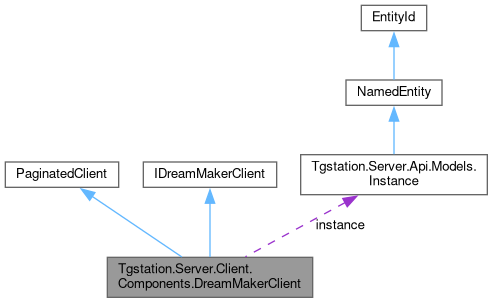 EntityId
NamedEntity
PaginatedClient
IDreamMakerClient
Tgstation.Server.Api.Models.
Instance
instance
Tgstation.Server.Client.
Components.DreamMakerClient